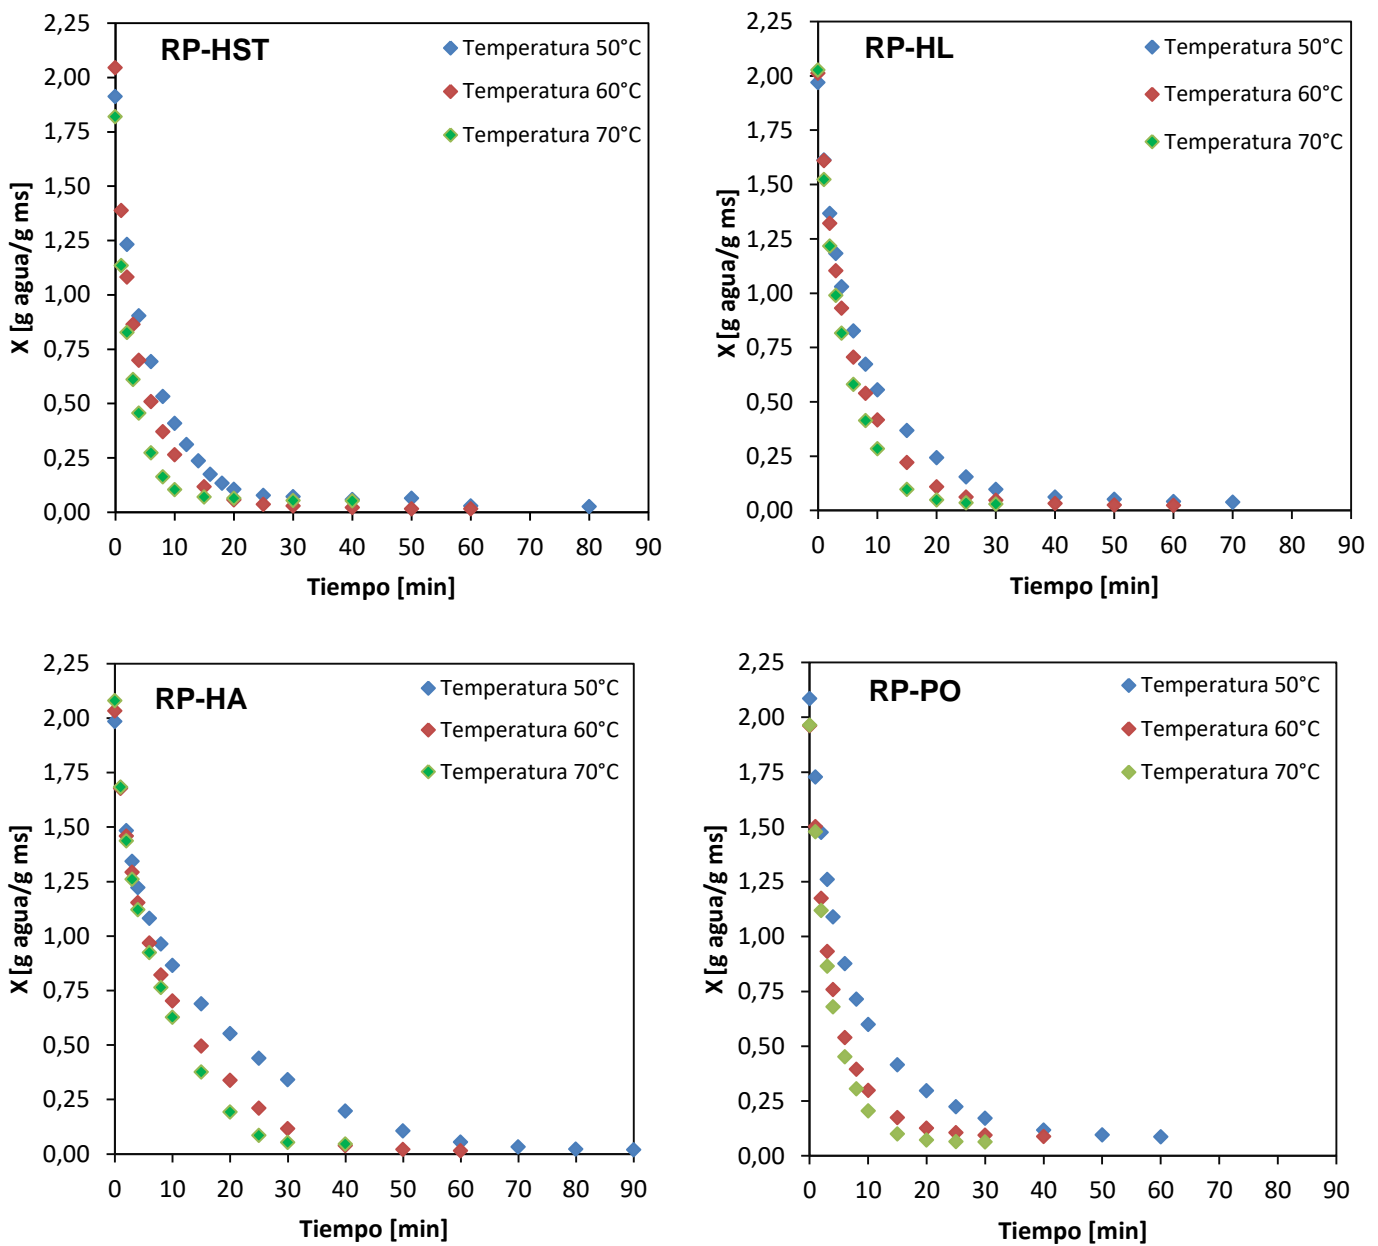 RP-HST
Temperatura 50°C
Temperatura 60°C
Temperatura 70°C
2,25
2,00
1,75
1,50
1,25
1,00
0,75
0,50
0,25
0,00
X [g agua/g ms]
0 10 20 30 40 50 60 70 80 90
Tiempo [min]
RP-HL
Temperatura 50°C
Temperatura 60°C
Temperatura 70°C
2,25
2,00
1,75
1,50
1,25
1,00
0,75
0,50
0,25
0,00
X [g agua/g ms]
0 10 20 30 40 50 60 70 80 90
Tiempo [min]
RP-HA
Temperatura 50°C
Temperatura 60°C
Temperatura 70°C
2,25
2,00
1,75
1,50
1,25
1,00
0,75
0,50
0,25
0,00
X [g agua/g ms]
0 10 20 30 40 50 60 70 80 90
Tiempo [min]
RP-PO
Temperatura 50°C
Temperatura 60°C
Temperatura 70°C
2,25
2,00
1,75
1,50
1,25
1,00
0,75
0,50
0,25
0,00
X [g agua/g ms]
0 10 20 30 40 50 60 70 80 90
Tiempo [min]